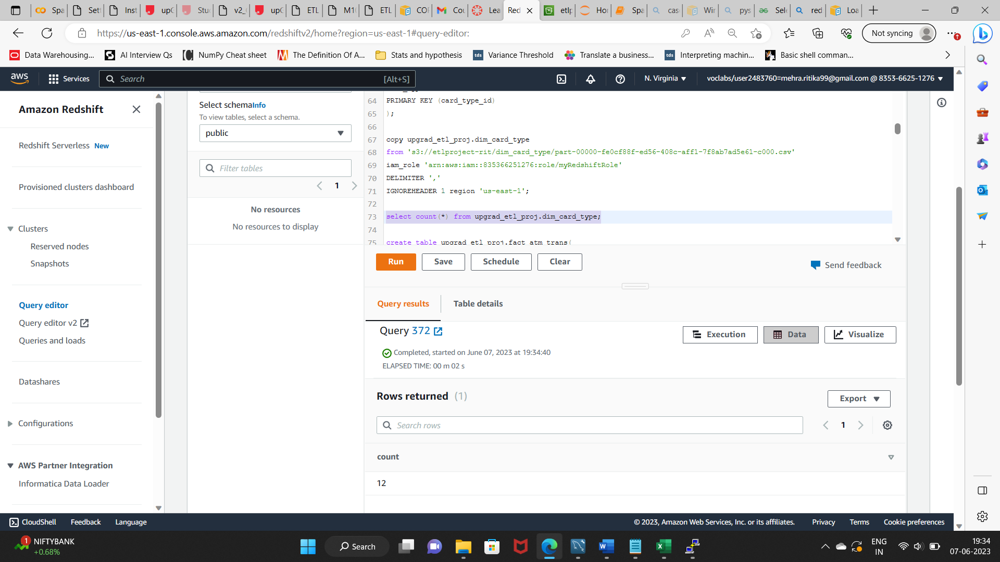 Spa
Sett
Inst
upG
Stud
v2_
upG
ETL
M10
ETL
COF
Cou
Lea
Red
etlp
Hor
Spa
cas
Wir
pys
Sele
red
Loa
https://us-east-1.console.aws.amazon.com/redshiftv2/home?region=us-east-1#query-editor:
Not syncing
Data Warehousing...
AI Interview Qs
NumPy Cheat sheet
The Definition Of A...
Stats and hypothesis
tds Variance Threshold
Translate a business...
tds Interpreting machin...
Basic shell comman...
aws
Services
Search
[Alt+S]
N. Virginia
voclabs/user2483760=mehra.ritika99@gmail.com @ 8353-6625-1276
Amazon Redshift
Redshift Serverless New
Provisioned clusters dashboard
Clusters
Reserved nodes
Snapshots
Query editor
Query editor v2
Queries and loads
Datashares
Configurations
AWS Partner Integration
Informatica Data Loader
Select schemaInfo
To view tables, select a schema.
public
Filter tables
1
No resources
No resources to display
64 PRIMARY KEY (card_type_id)
65 );
66
67 copy upgrad_etl_proj.dim_card_type
68 from 's3://etlproject-rit/dim_card_type/part-00000-fe0cf88f-ed56-408c-aff1-7f8ab7ad5e61-c000.csv'
69 iam_role 'arn:aws:iam::835366251276:role/myRedshiftRole'
70 DELIMITER ','
71 IGNOREHEADER 1 region 'us-east-1';
72
73 select count(*) from upgrad_etl_proj.dim_card_type;
74
75 create table upgrad_etl_proj.fact_atm_trans(
Run
Save
Schedule
Clear
Send feedback
Query results
Table details
Query 372
Execution
Data
Visualize
Completed, started on June 07, 2023 at 19:34:40
ELAPSED TIME: 00 m 02 s
Rows returned (1)
Export
Search rows
1
count
12
CloudShell
Feedback
Language
© 2023, Amazon Web Services, Inc. or its affiliates.
Privacy
Terms
Cookie preferences
1
NIFTYBANK
+0.68%
Search
ENG
IN
19:34
07-06-2023